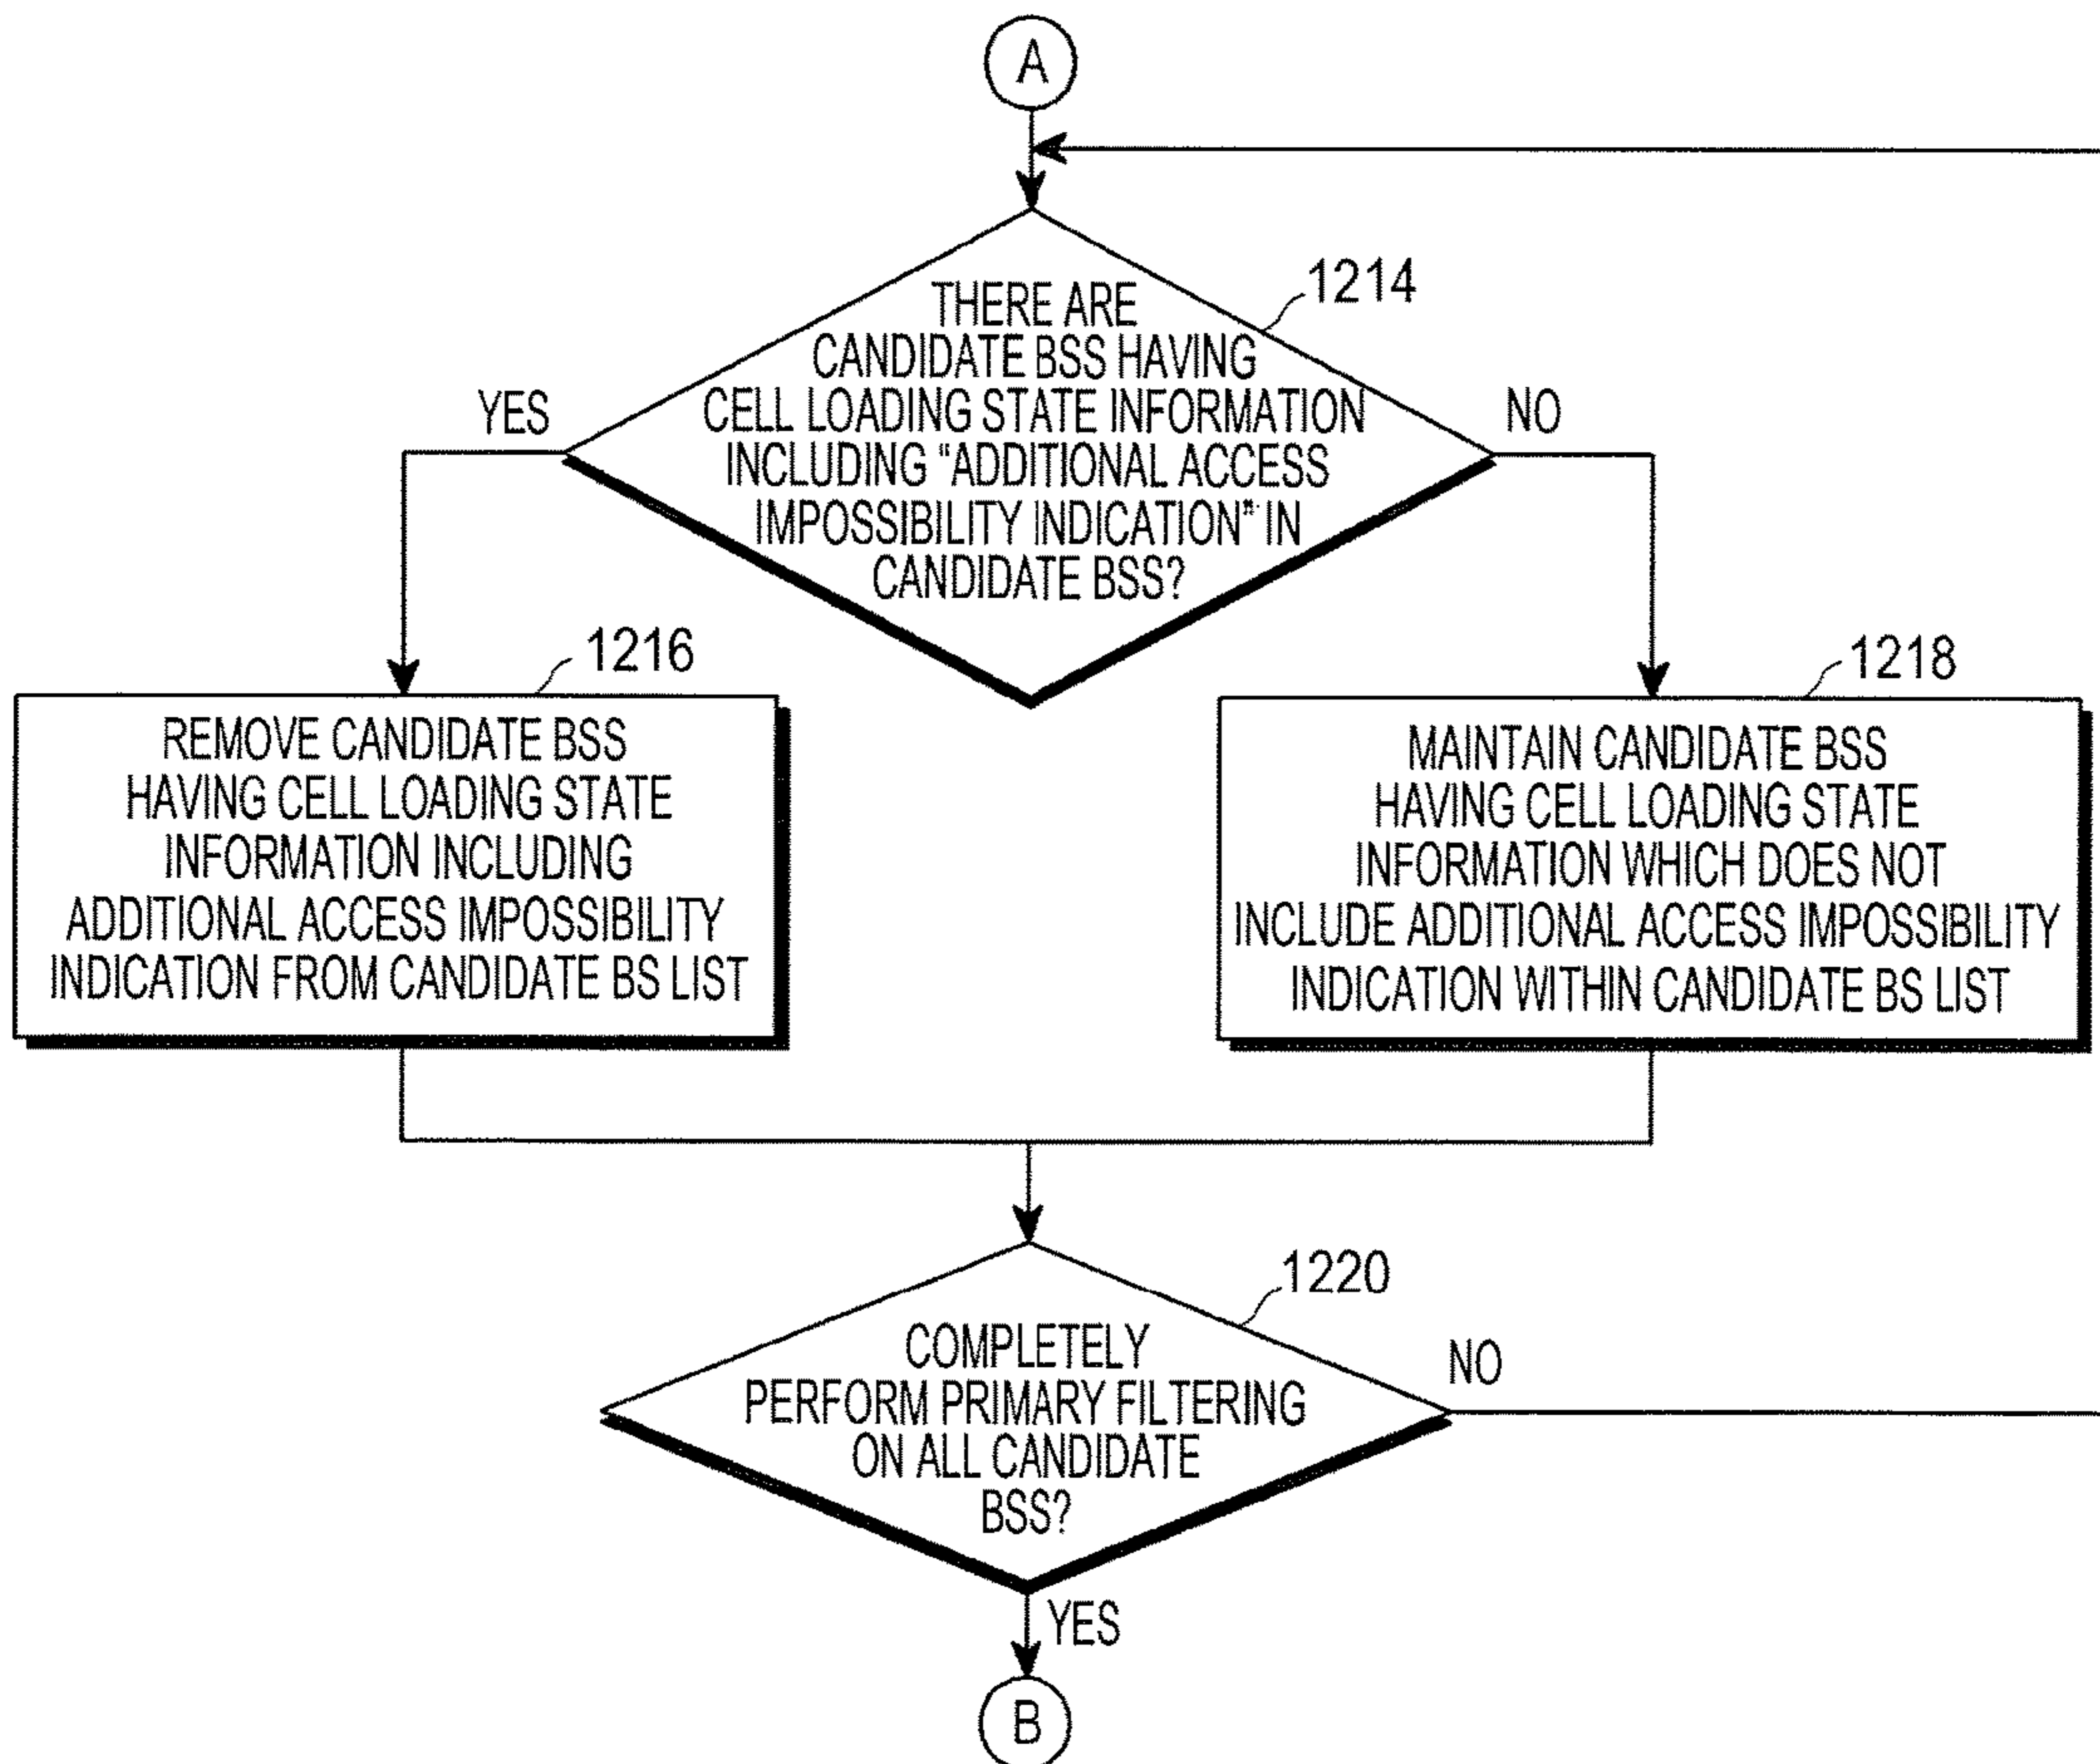 A
1214
THERE ARE
CANDIDATE BSS HAVING
CELL LOADING STATE INFORMATION
INCLUDING “ADDITIONAL ACCESS
IMPOSSIBILITY INDICATION” IN
CANDIDATE BSS?
YES
NO
1216
REMOVE CANDIDATE BSS
HAVING CELL LOADING STATE
INFORMATION INCLUDING
ADDITIONAL ACCESS IMPOSSIBILITY
INDICATION FROM CANDIDATE BS LIST
1218
MAINTAIN CANDIDATE BSS
HAVING CELL LOADING STATE
INFORMATION WHICH DOES NOT
INCLUDE ADDITIONAL ACCESS IMPOSSIBILITY
INDICATION WITHIN CANDIDATE BS LIST
1220
COMPLETELY
PERFORM PRIMARY FILTERING
ON ALL CANDIDATE
BSS?
NO
YES
B